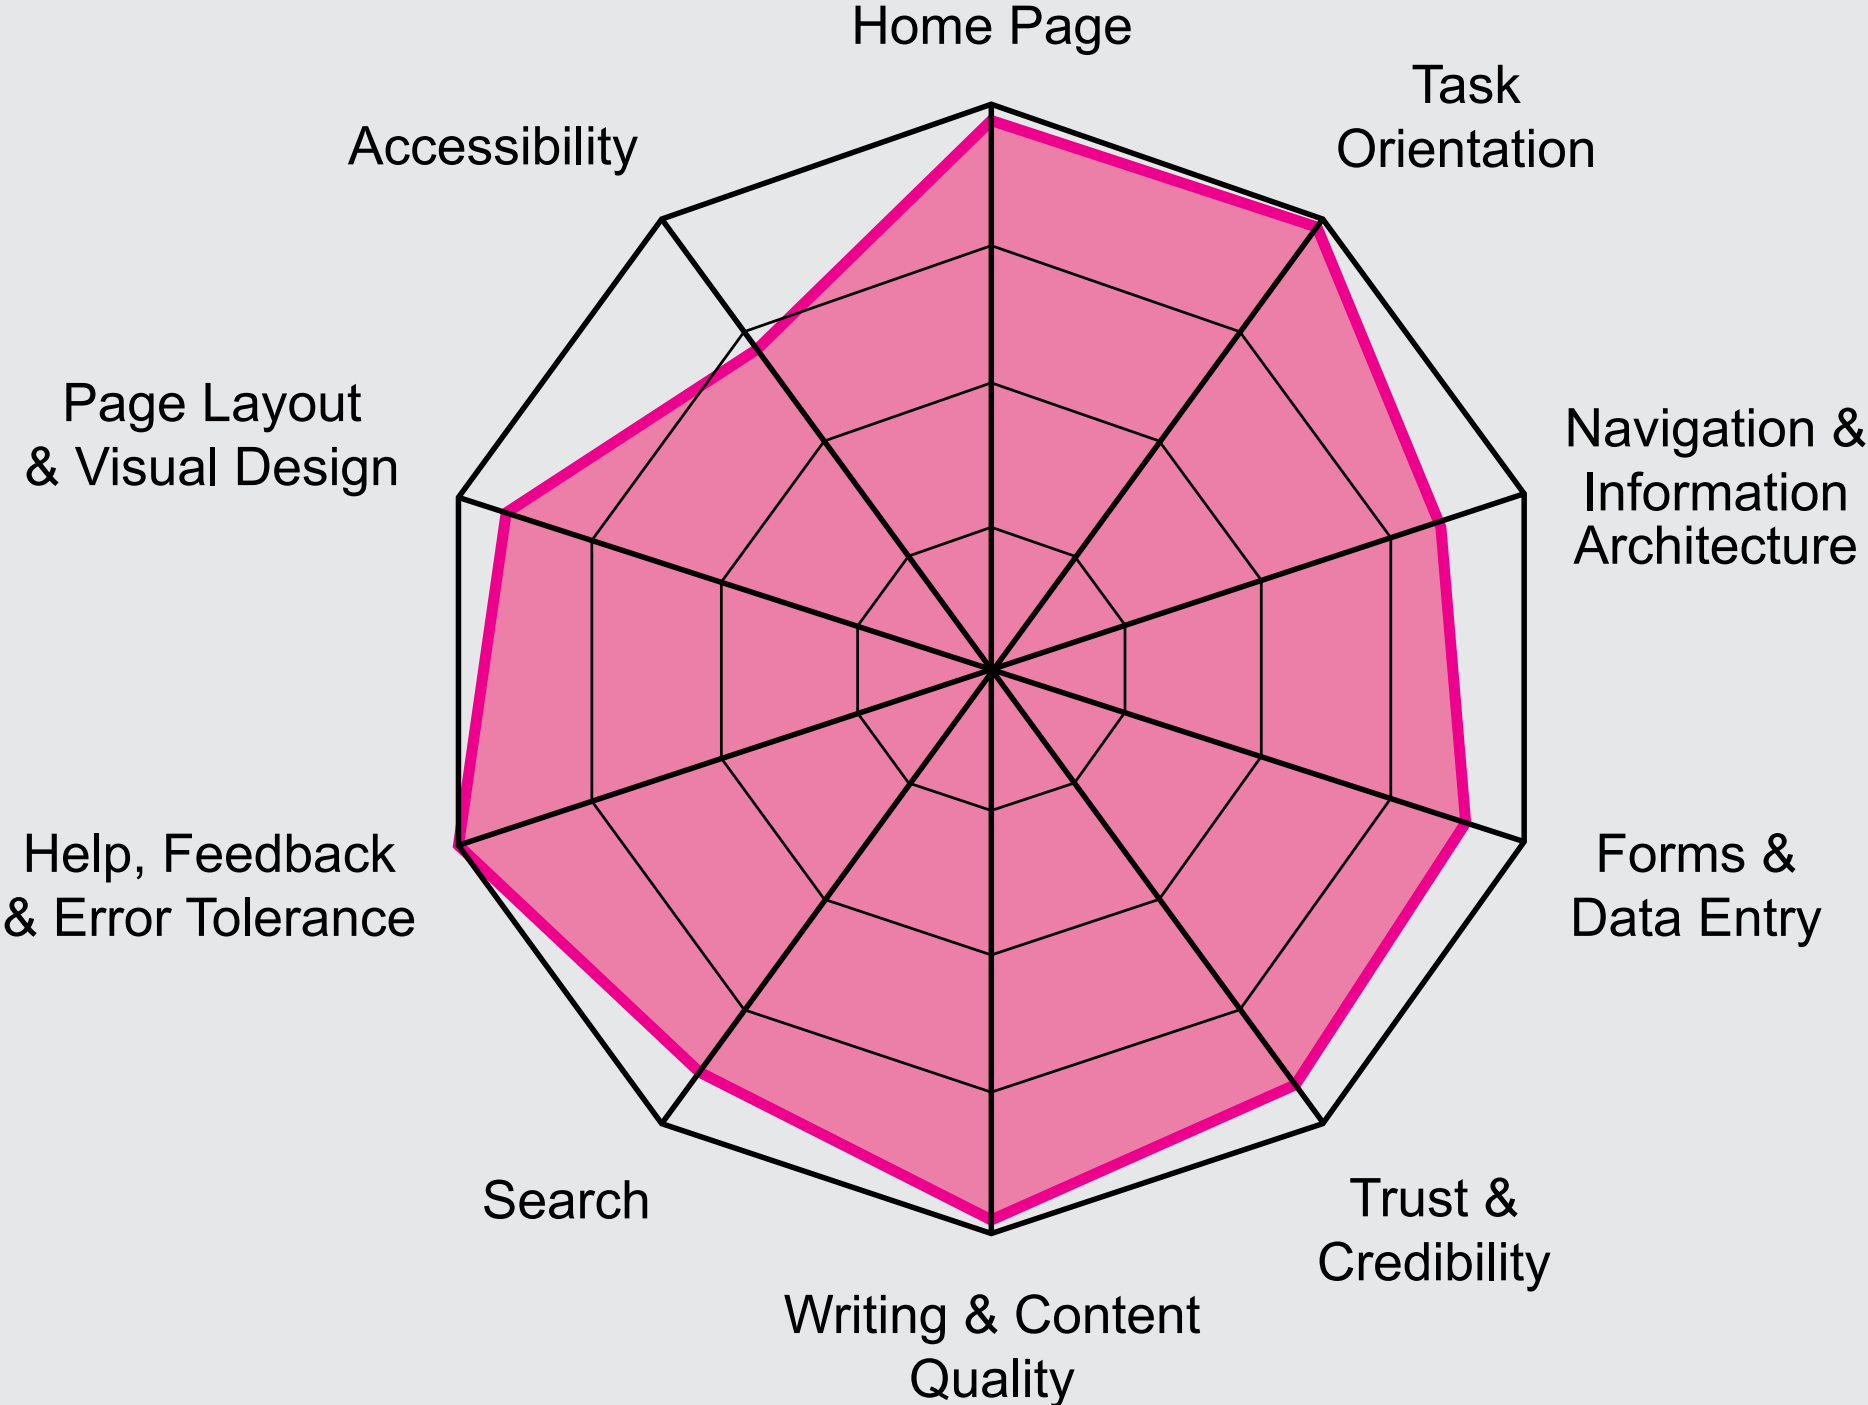 Home Page
Task
Orientation
Accessibility
Navigation &
Information
Architecture
Page Layout
& Visual Design
Forms &
Data Entry
Help, Feedback
& Error Tolerance
Trust &
Credibility
Search
Writing & Content
Quality